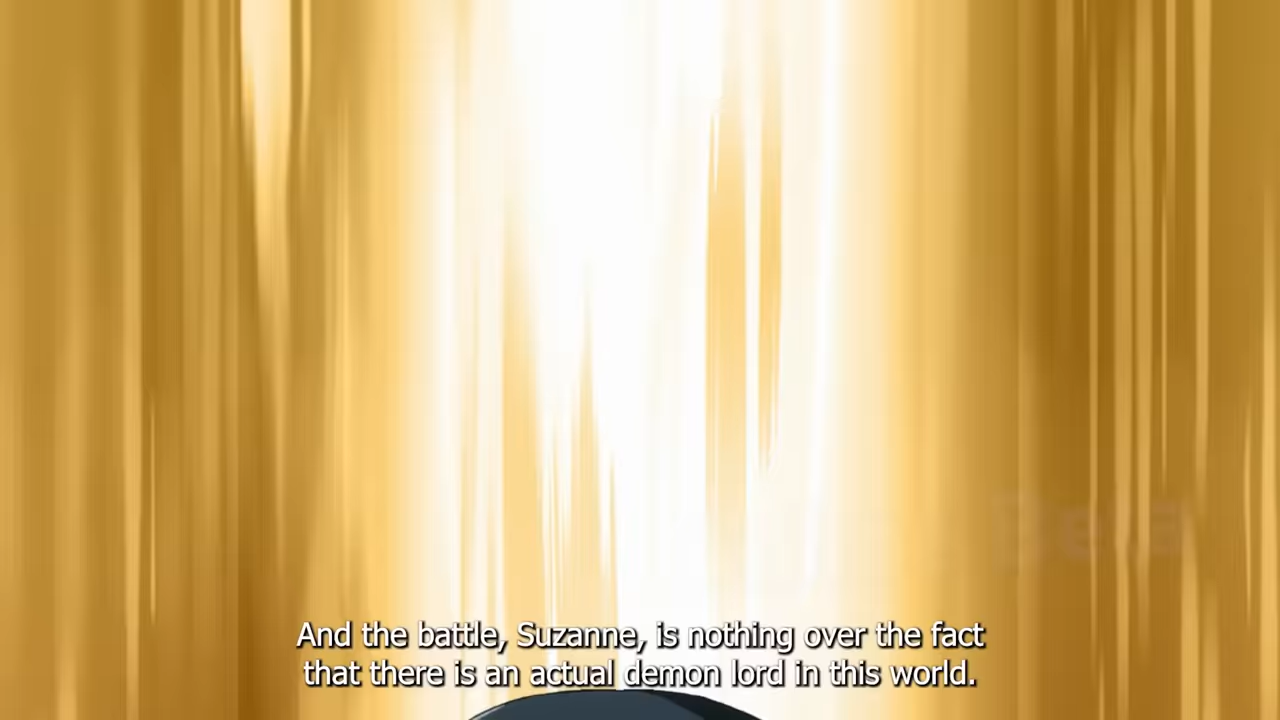 And the battle, Suzanne, is nothing over the fact
that there is an actual demon lord in this world.